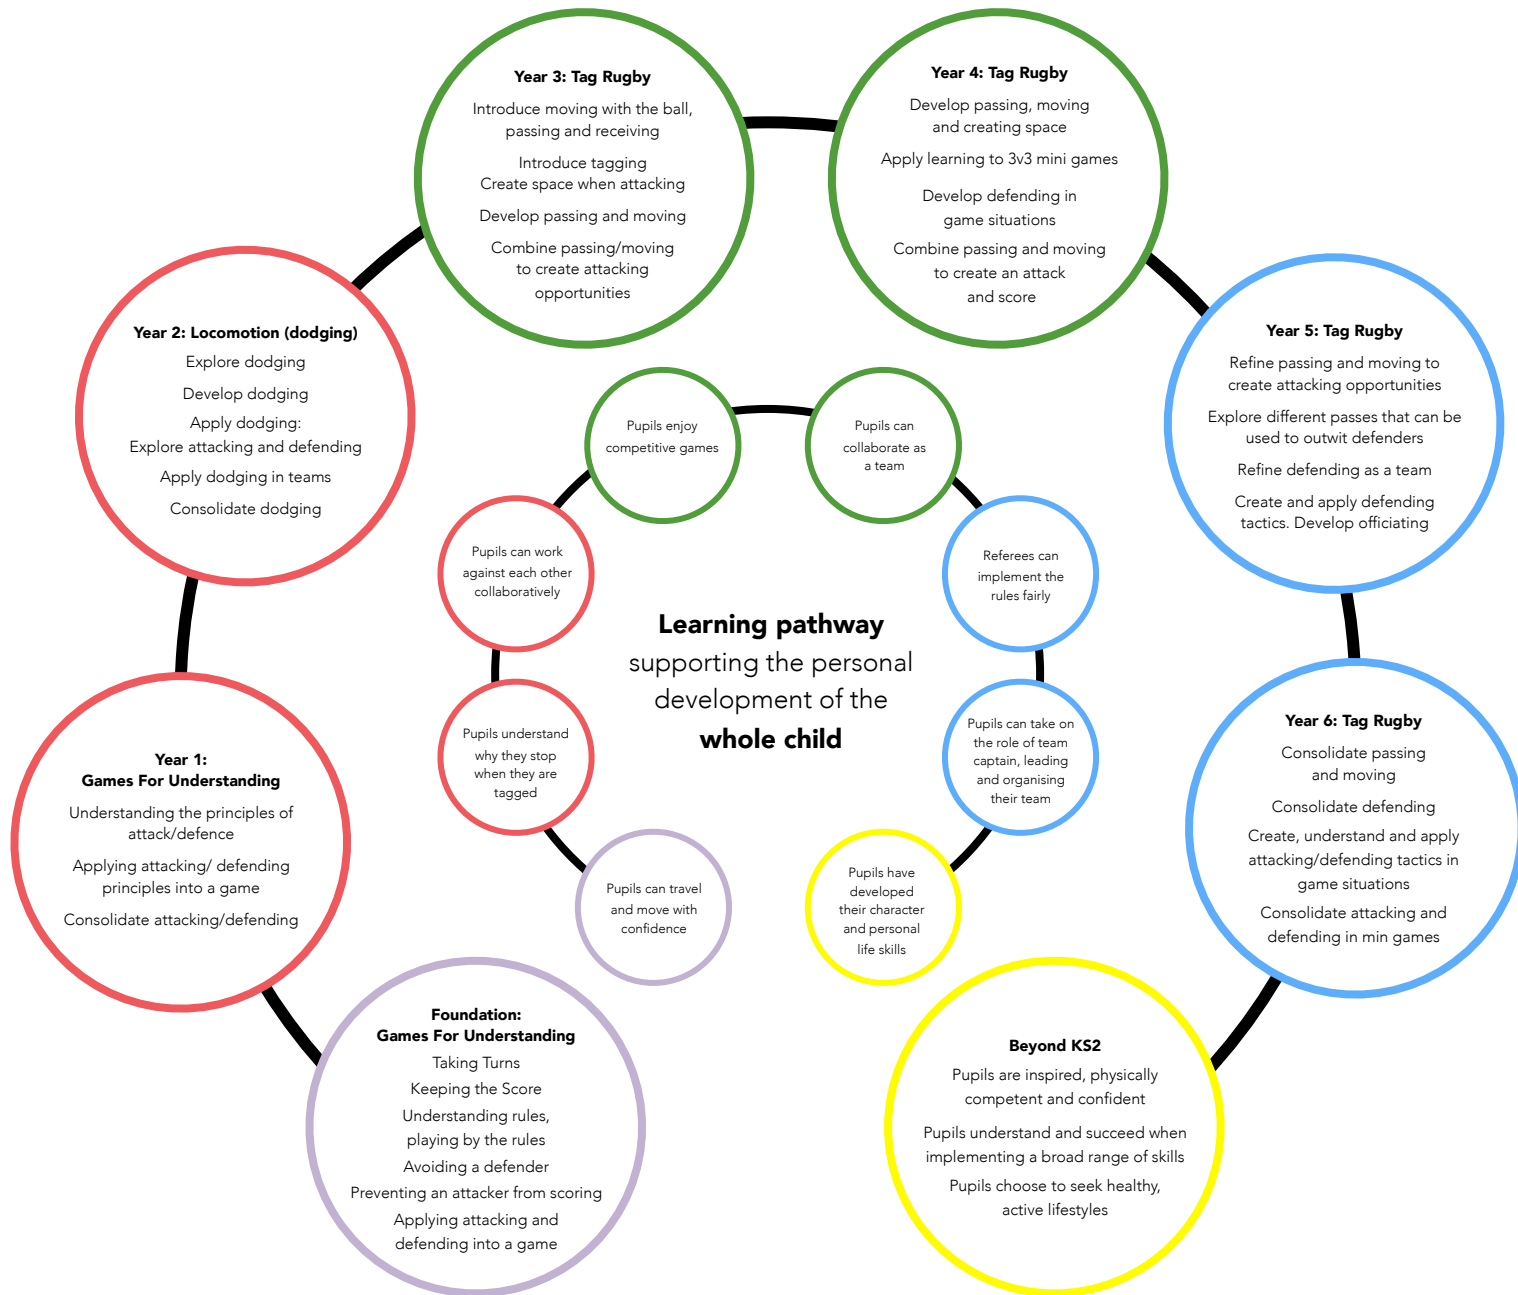 Year 3: Tag Rugby
Introduce moving with the ball,
passing and receiving
Introduce tagging
Create space when attacking
Develop passing and moving
Combine passing/moving
to create attacking
opportunities
Year 4: Tag Rugby
Develop passing, moving
and creating space
Apply learning to 3v3 mini games
Develop defending in
game situations
Combine passing and moving
to create an attack
and score
Year 2: Locomotion (dodging)
Explore dodging
Develop dodging
Apply dodging:
Explore attacking and defending
Apply dodging in teams
Consolidate dodging
Year 5: Tag Rugby
Refine passing and moving to
create attacking opportunities
Explore different passes that can be
used to outwit defenders
Refine defending as a team
Create and apply defending
tactics. Develop officiating
Pupils enjoy
competitive games
Pupils can
collaborate as
a team
Pupils can work
against each other
collaboratively
Referees can
implement the
rules fairly
Learning pathway
supporting the personal
development of the
whole child
Pupils understand
why they stop
when they are
tagged
Pupils can take on
the role of team
captain, leading
and organising
their team
Year 1:
Games For Understanding
Understanding the principles of
attack/defence
Applying attacking/ defending
principles into a game
Consolidate attacking/defending
Year 6: Tag Rugby
Consolidate passing
and moving
Consolidate defending
Create, understand and apply
attacking/defending tactics in
game situations
Consolidate attacking and
defending in min games
Pupils can travel
and move with
confidence
Pupils have
developed
their character
and personal
life skills
Foundation:
Games For Understanding
Taking Turns
Keeping the Score
Understanding rules,
playing by the rules
Avoiding a defender
Preventing an attacker from scoring
Applying attacking and
defending into a game
Beyond KS2
Pupils are inspired, physically
competent and confident
Pupils understand and succeed when
implementing a broad range of skills
Pupils choose to seek healthy,
active lifestyles